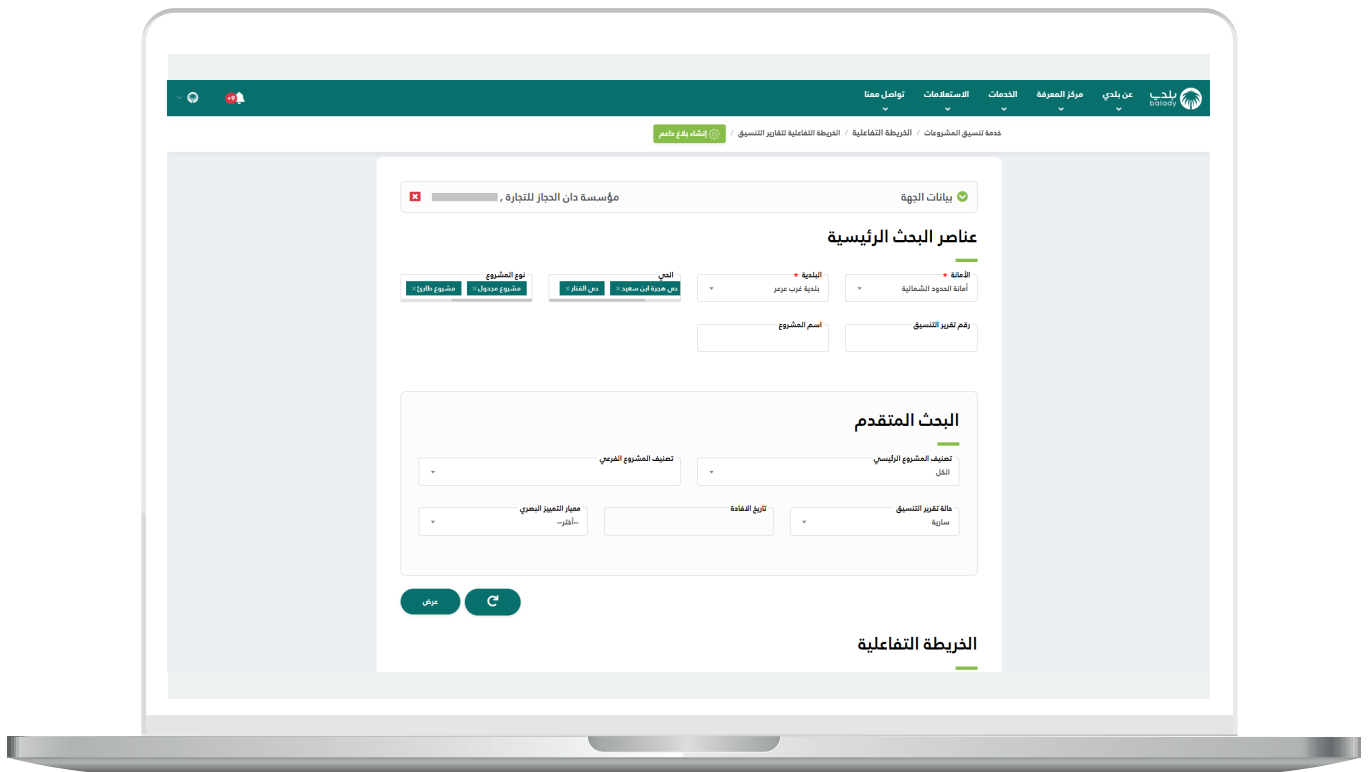 بلدي balady
عن بلدي مركز المعرفة الخدمات الاستعلامات تواصل معنا
+9
خدمة تنسيق المشروعات / الخريطة التفاعلية / الخريطة التفاعلية لتقارير التنسيق / إنشاء بلاغ داعم
بيانات الجهة مؤسسة دان الحجاز للتجارة ,
عناصر البحث الرئيسية
الأمانة * البلدية * الحي نوع المشروع
أمانة الحدود الشمالية بلدية غرب عرعر حي هجرة ابن سعيد × حي الفنار × مشروع مجدول × مشروع طارئ ×
رقم تقرير التنسيق اسم المشروع
البحث المتقدم
تصنيف المشروع الرئيسي تصنيف المشروع الفرعي
الكل
حالة تقرير التنسيق تاريخ الافادة معيار التمييز البصري
سارية --أختر--
عرض
الخريطة التفاعلية